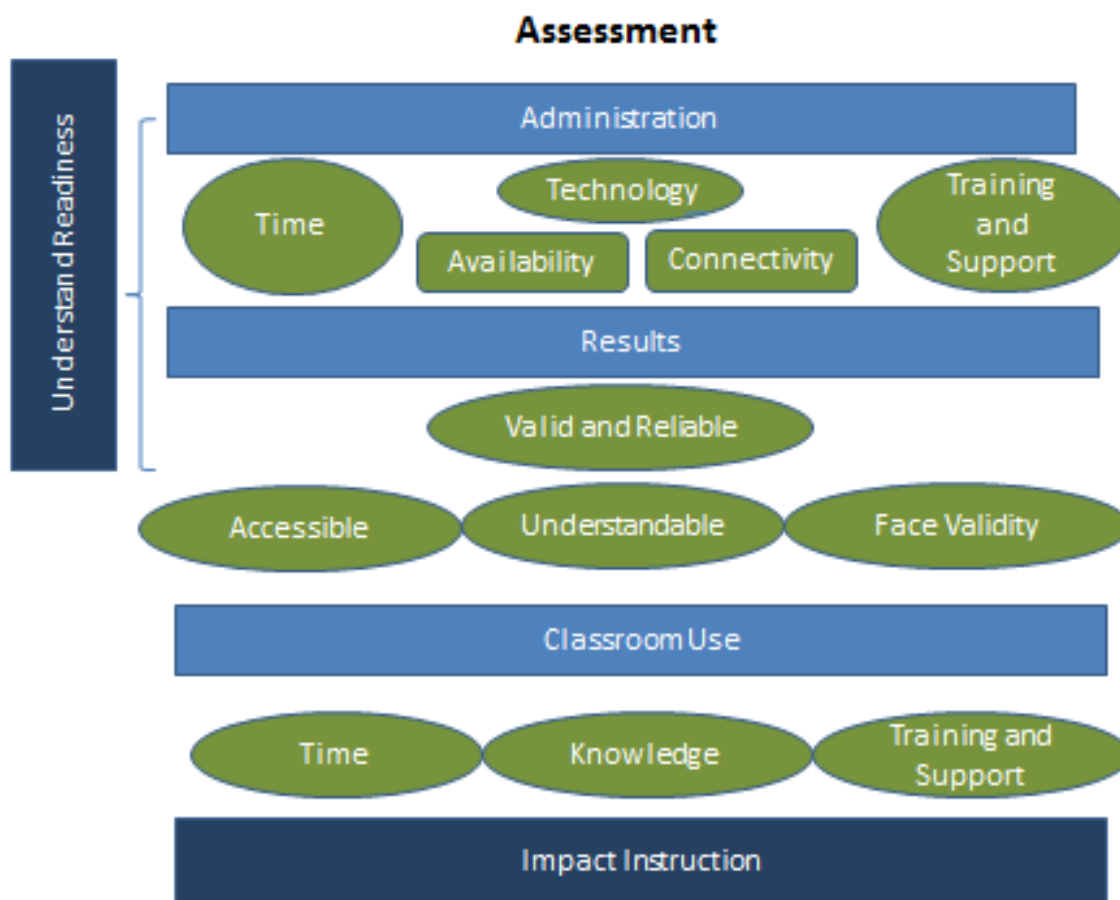 Assessment
Understand Readiness
Administration
Time
Technology
Availability
Connectivity
Training
and
Support
Results
Valid and Reliable
Accessible
Understandable
Face Validity
Classroom Use
Time
Knowledge
Training and
Support
Impact Instruction